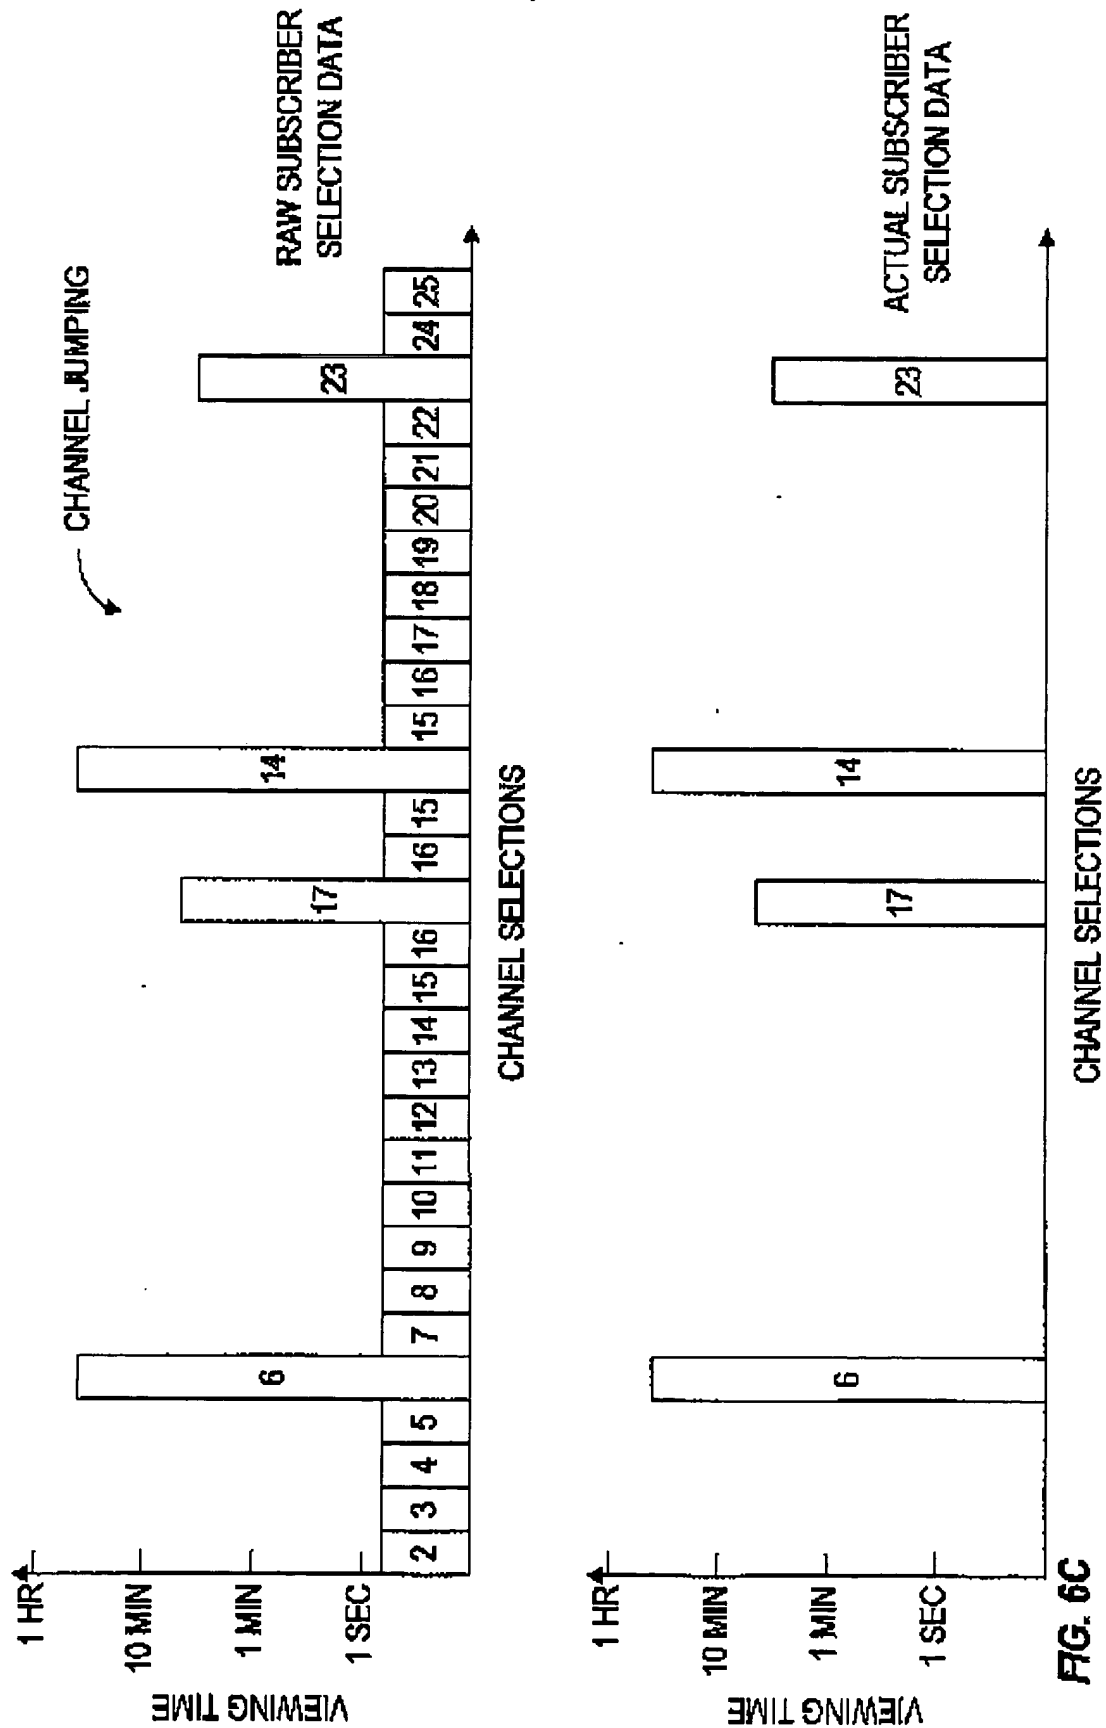 CHANNEL JUMPING
RAW SUBSCRIBER
SELECTION DATA
VIEWING TIME
1 HR
10 MIN
1 MIN
1 SEC
2 3 4 5 6 7 8 9 10 11 12 13 14 15 16 17 16 15 14 15 16 17 18 19 20 21 22 23 24 25
CHANNEL SELECTIONS
ACTUAL SUBSCRIBER
SELECTION DATA
VIEWING TIME
1 HR
10 MIN
1 MIN
1 SEC
6 17 14 23
CHANNEL SELECTIONS
FIG. 6C